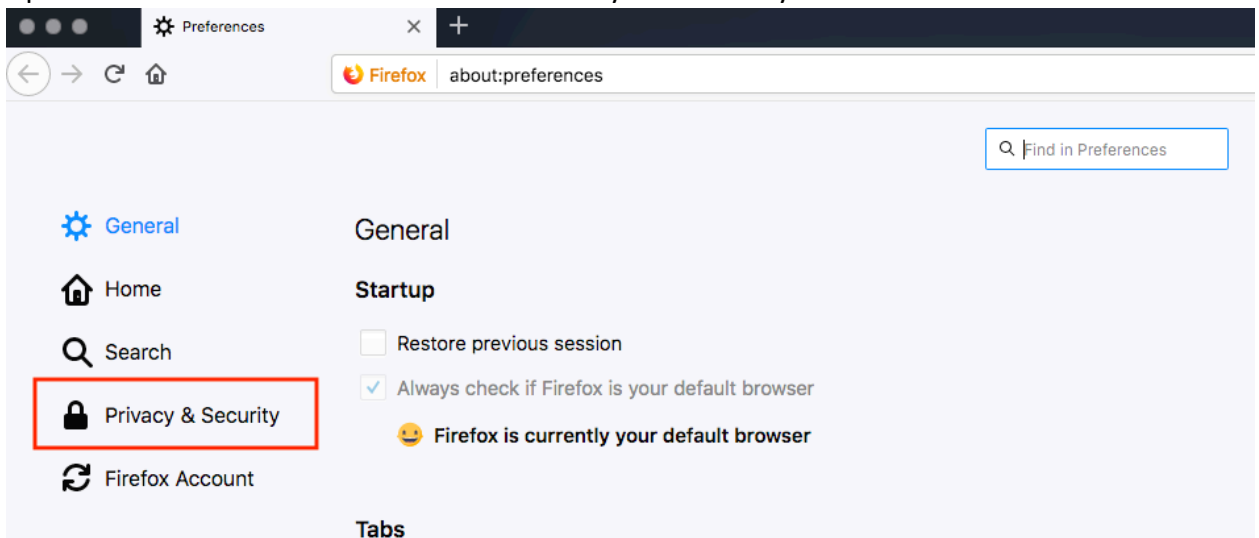 Preferences
Firefox about:preferences
Find in Preferences
General
Home
Search
Privacy & Security
Firefox Account
General
Startup
Restore previous session
Always check if Firefox is your default browser
Firefox is currently your default browser
Tabs